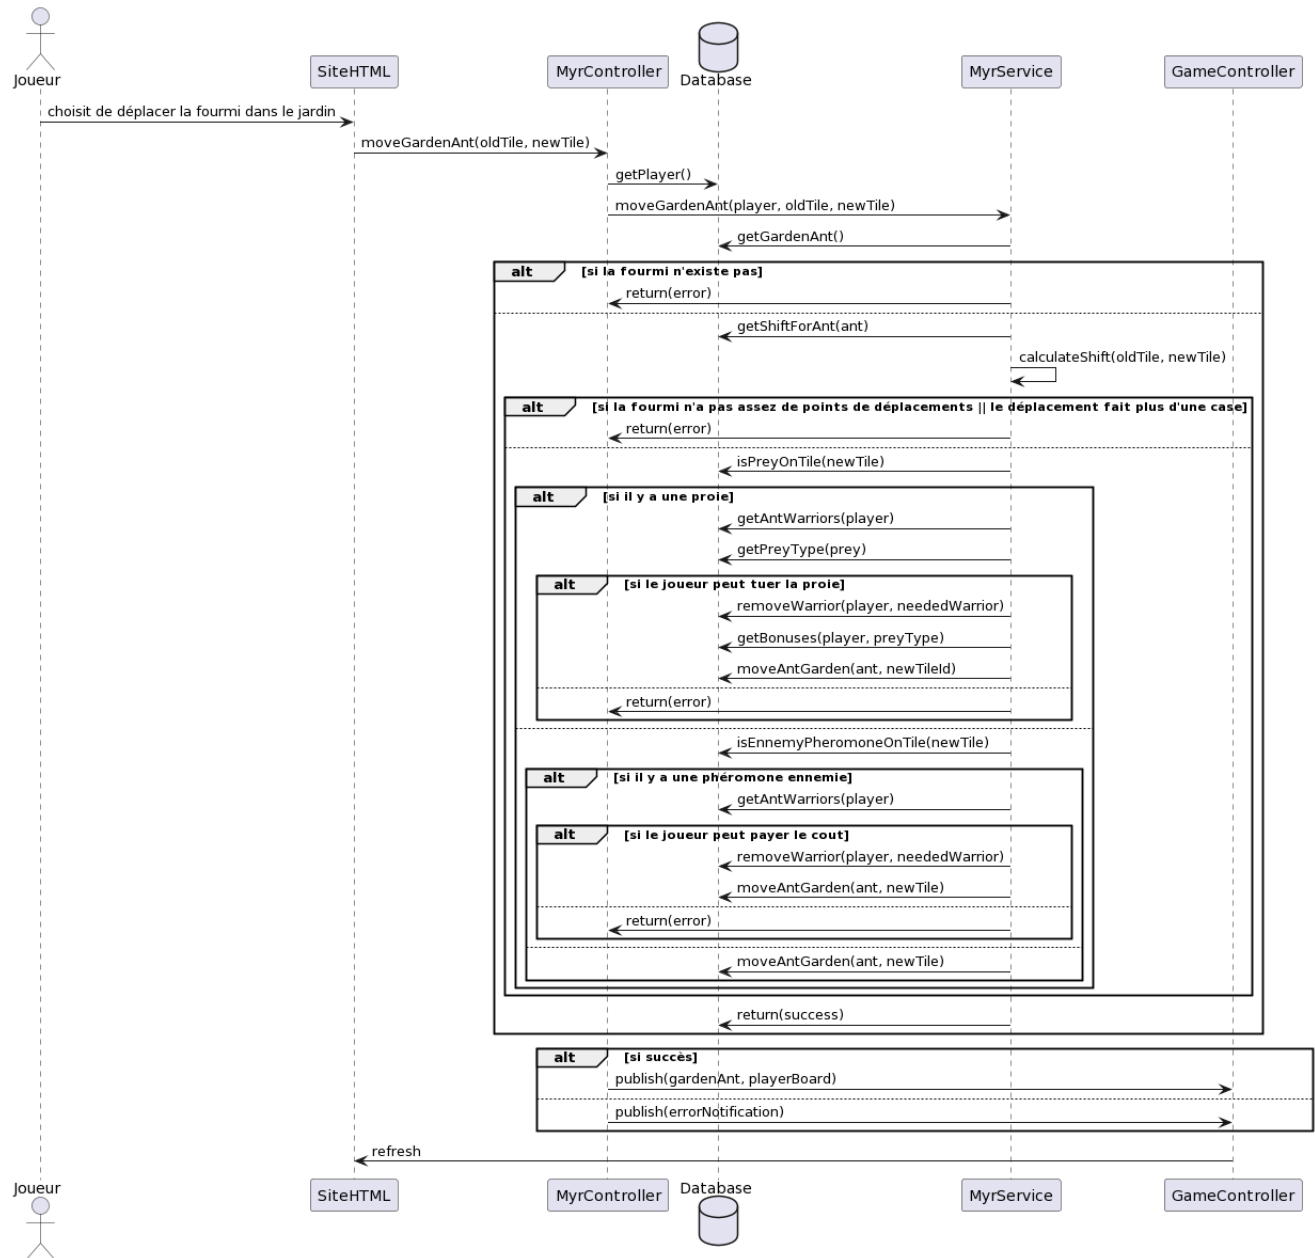 Joueur
SiteHTML
MyrController
Database
MyrService
GameController
choisit de déplacer la fourmi dans le jardin
moveGardenAnt(oldTile, newTile)
getPlayer()
moveGardenAnt(player, oldTile, newTile)
getGardenAnt()
alt [si la fourmi n'existe pas]
return(error)
getShiftForAnt(ant)
calculateShift(oldTile, newTile)
alt [si la fourmi n'a pas assez de points de déplacements || le déplacement fait plus d'une case]
return(error)
isPreyOnTile(newTile)
alt [si il y a une proie]
getAntWarriors(player)
getPreyType(prey)
alt [si le joueur peut tuer la proie]
removeWarrior(player, neededWarrior)
getBonuses(player, preyType)
moveAntGarden(ant, newTileId)
return(error)
isEnnemyPheromoneOnTile(newTile)
alt [si il y a une phéromone ennemie]
getAntWarriors(player)
alt [si le joueur peut payer le cout]
removeWarrior(player, neededWarrior)
moveAntGarden(ant, newTile)
return(error)
moveAntGarden(ant, newTile)
return(success)
alt [si succès]
publish(gardenAnt, playerBoard)
publish(errorNotification)
refresh
Joueur
SiteHTML
MyrController
Database
MyrService
GameController